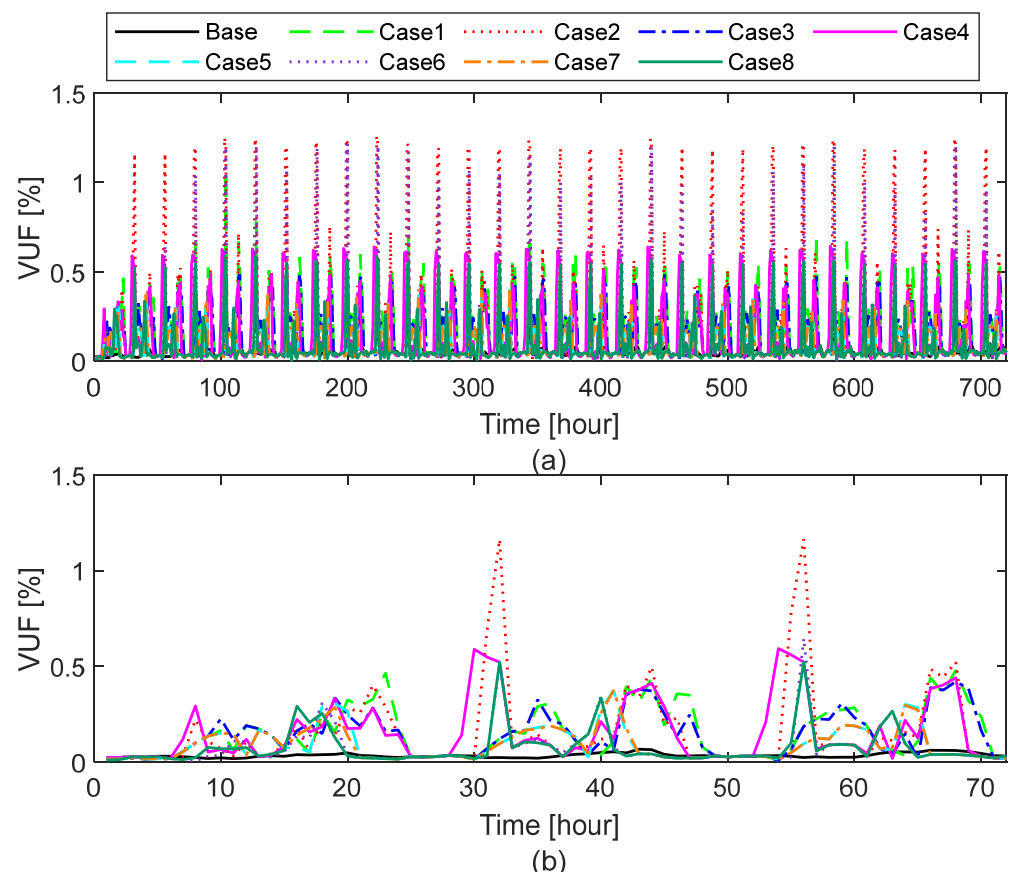 Base Case1 Case2 Case3 Case4
Case5 Case6 Case7 Case8
1.5
1
0.5
0
VUF [%]
0 100 200 300 400 500 600 700
Time [hour]
(a)
1.5
1
0.5
0
VUF [%]
0 10 20 30 40 50 60 70
Time [hour]
(b)